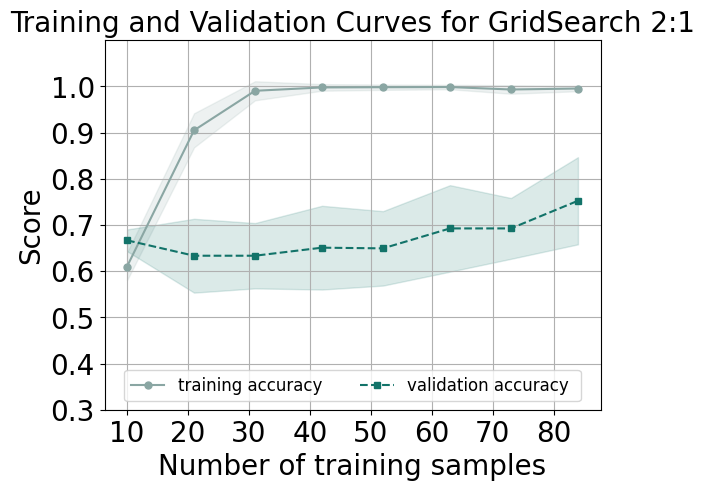 Training and Validation Curves for GridSearch 2:1
1.0
0.9
0.8
0.7
0.6
0.5
0.4
0.3
Score
training accuracy validation accuracy
10 20 30 40 50 60 70 80
Number of training samples